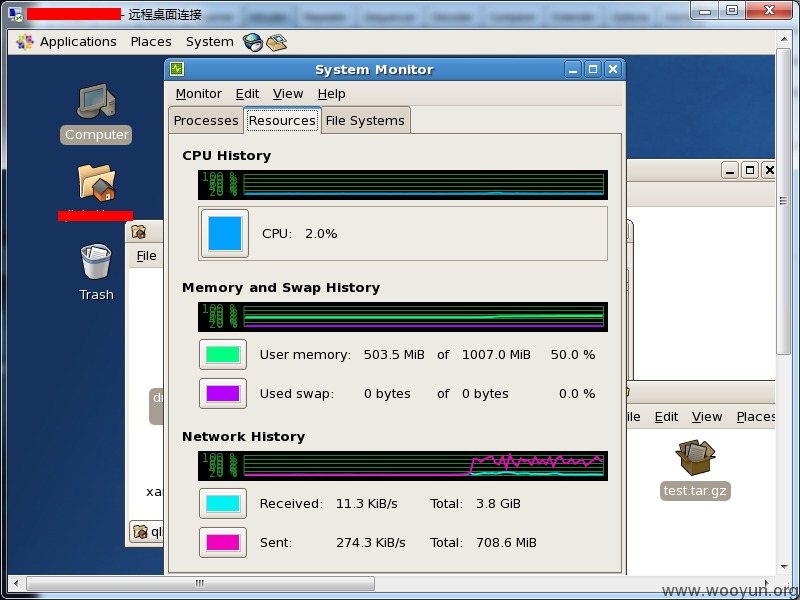 - 远程桌面连接
Applications Places System
System Monitor
Monitor Edit View Help
Processes Resources File Systems
Computer
CPU History
CPU: 2.0%
File
Trash
Memory and Swap History
User memory: 503.5 MiB of 1007.0 MiB 50.0 %
Used swap: 0 bytes of 0 bytes 0.0 %
Edit View Places
Network History
test.tar.gz
Received: 11.3 KiB/s Total: 3.8 GiB
Sent: 274.3 KiB/s Total: 708.6 MiB
www.wooyun.org